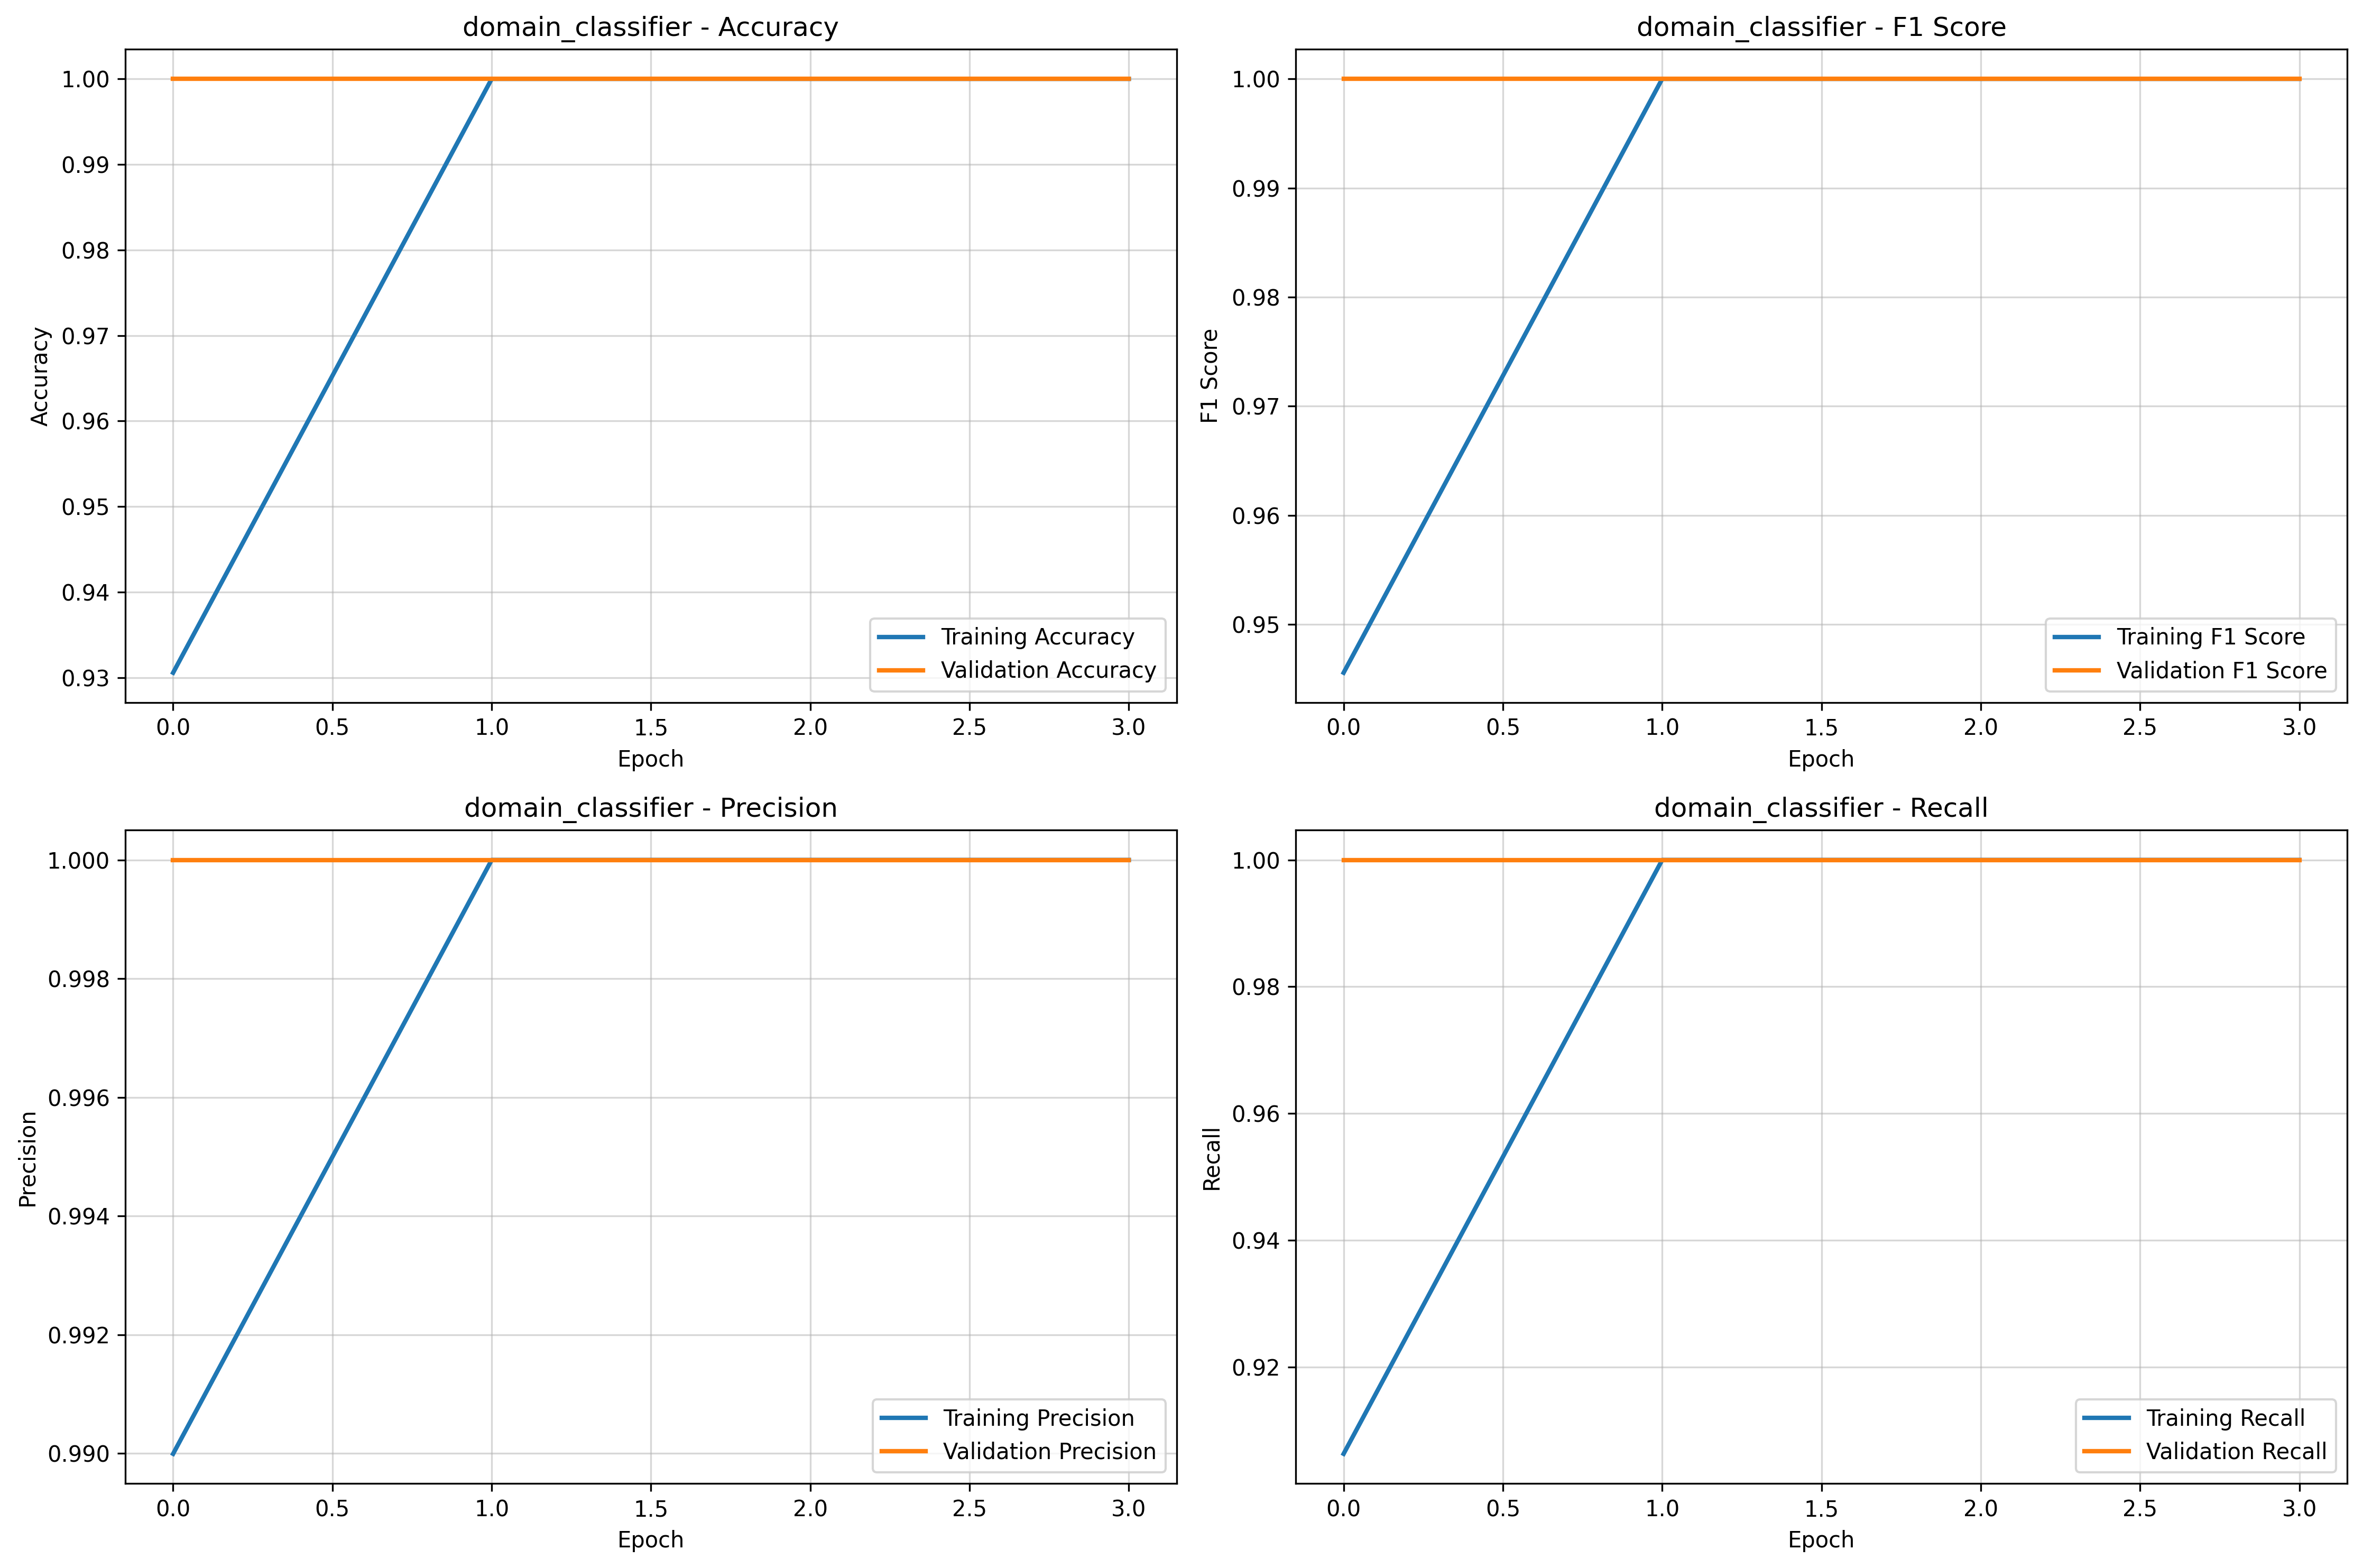 domain_classifier - Accuracy
1.00
0.99
0.98
0.97
0.96
0.95
0.94
0.93
Accuracy
Training Accuracy
Validation Accuracy
0.0 0.5 1.0 1.5 2.0 2.5 3.0
Epoch
domain_classifier - F1 Score
1.00
0.99
0.98
0.97
0.96
0.95
F1 Score
Training F1 Score
Validation F1 Score
0.0 0.5 1.0 1.5 2.0 2.5 3.0
Epoch
domain_classifier - Precision
1.000
0.998
0.996
0.994
0.992
0.990
Precision
Training Precision
Validation Precision
0.0 0.5 1.0 1.5 2.0 2.5 3.0
Epoch
domain_classifier - Recall
1.00
0.98
0.96
0.94
0.92
Recall
Training Recall
Validation Recall
0.0 0.5 1.0 1.5 2.0 2.5 3.0
Epoch